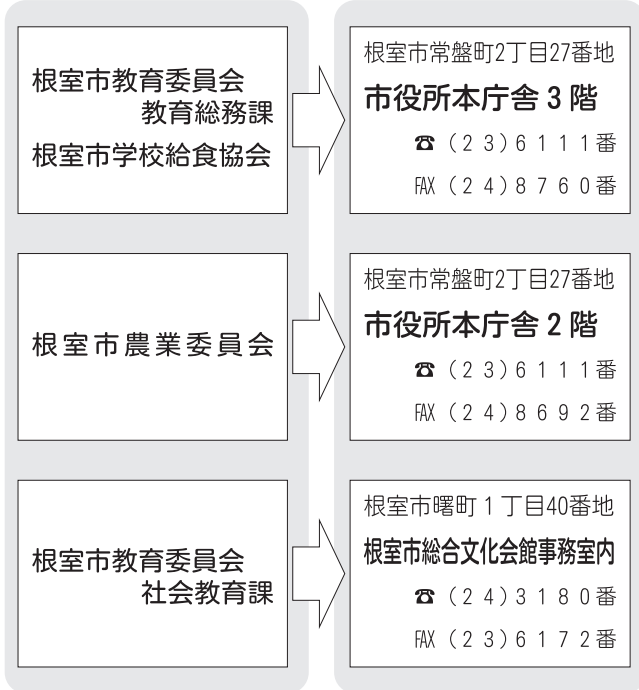 根室市教育委員会
教育総務課
根室市学校給食協会
根室市常盤町2丁目27番地
市役所本庁舎3階
☎(23)6111番
FAX(24)8760番
根室市農業委員会
根室市常盤町2丁目27番地
市役所本庁舎2階
☎(23)6111番
FAX(24)8692番
根室市教育委員会
社会教育課
根室市曙町1丁目40番地
根室市総合文化会館事務室内
☎(24)3180番
FAX(23)6172番